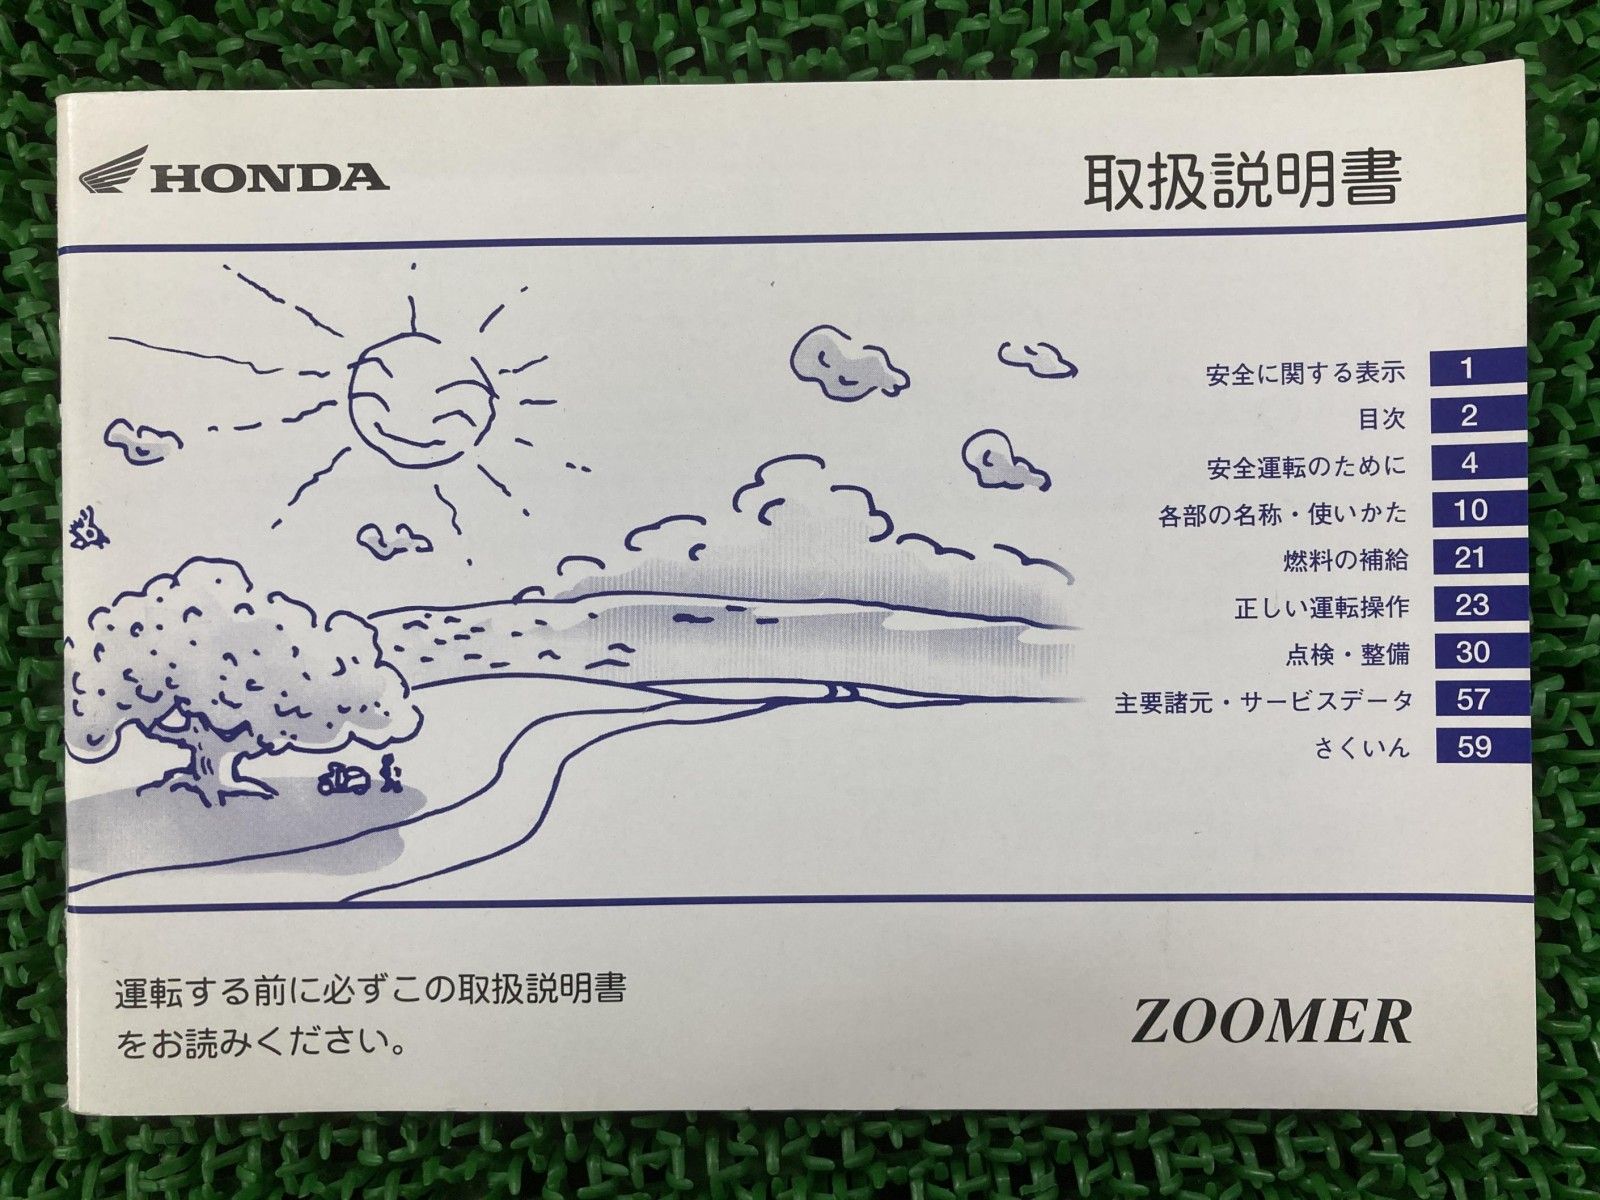 HONDA
取扱説明書
安全に関する表示 1
目次 2
安全運転のために 4
各部の名称・使いかた 10
燃料の補給 21
正しい運転操作 23
点検・整備 30
主要諸元・サービスデータ 57
さくいん 59
運転する前に必ずこの取扱説明書
をお読みください。
ZOOMER